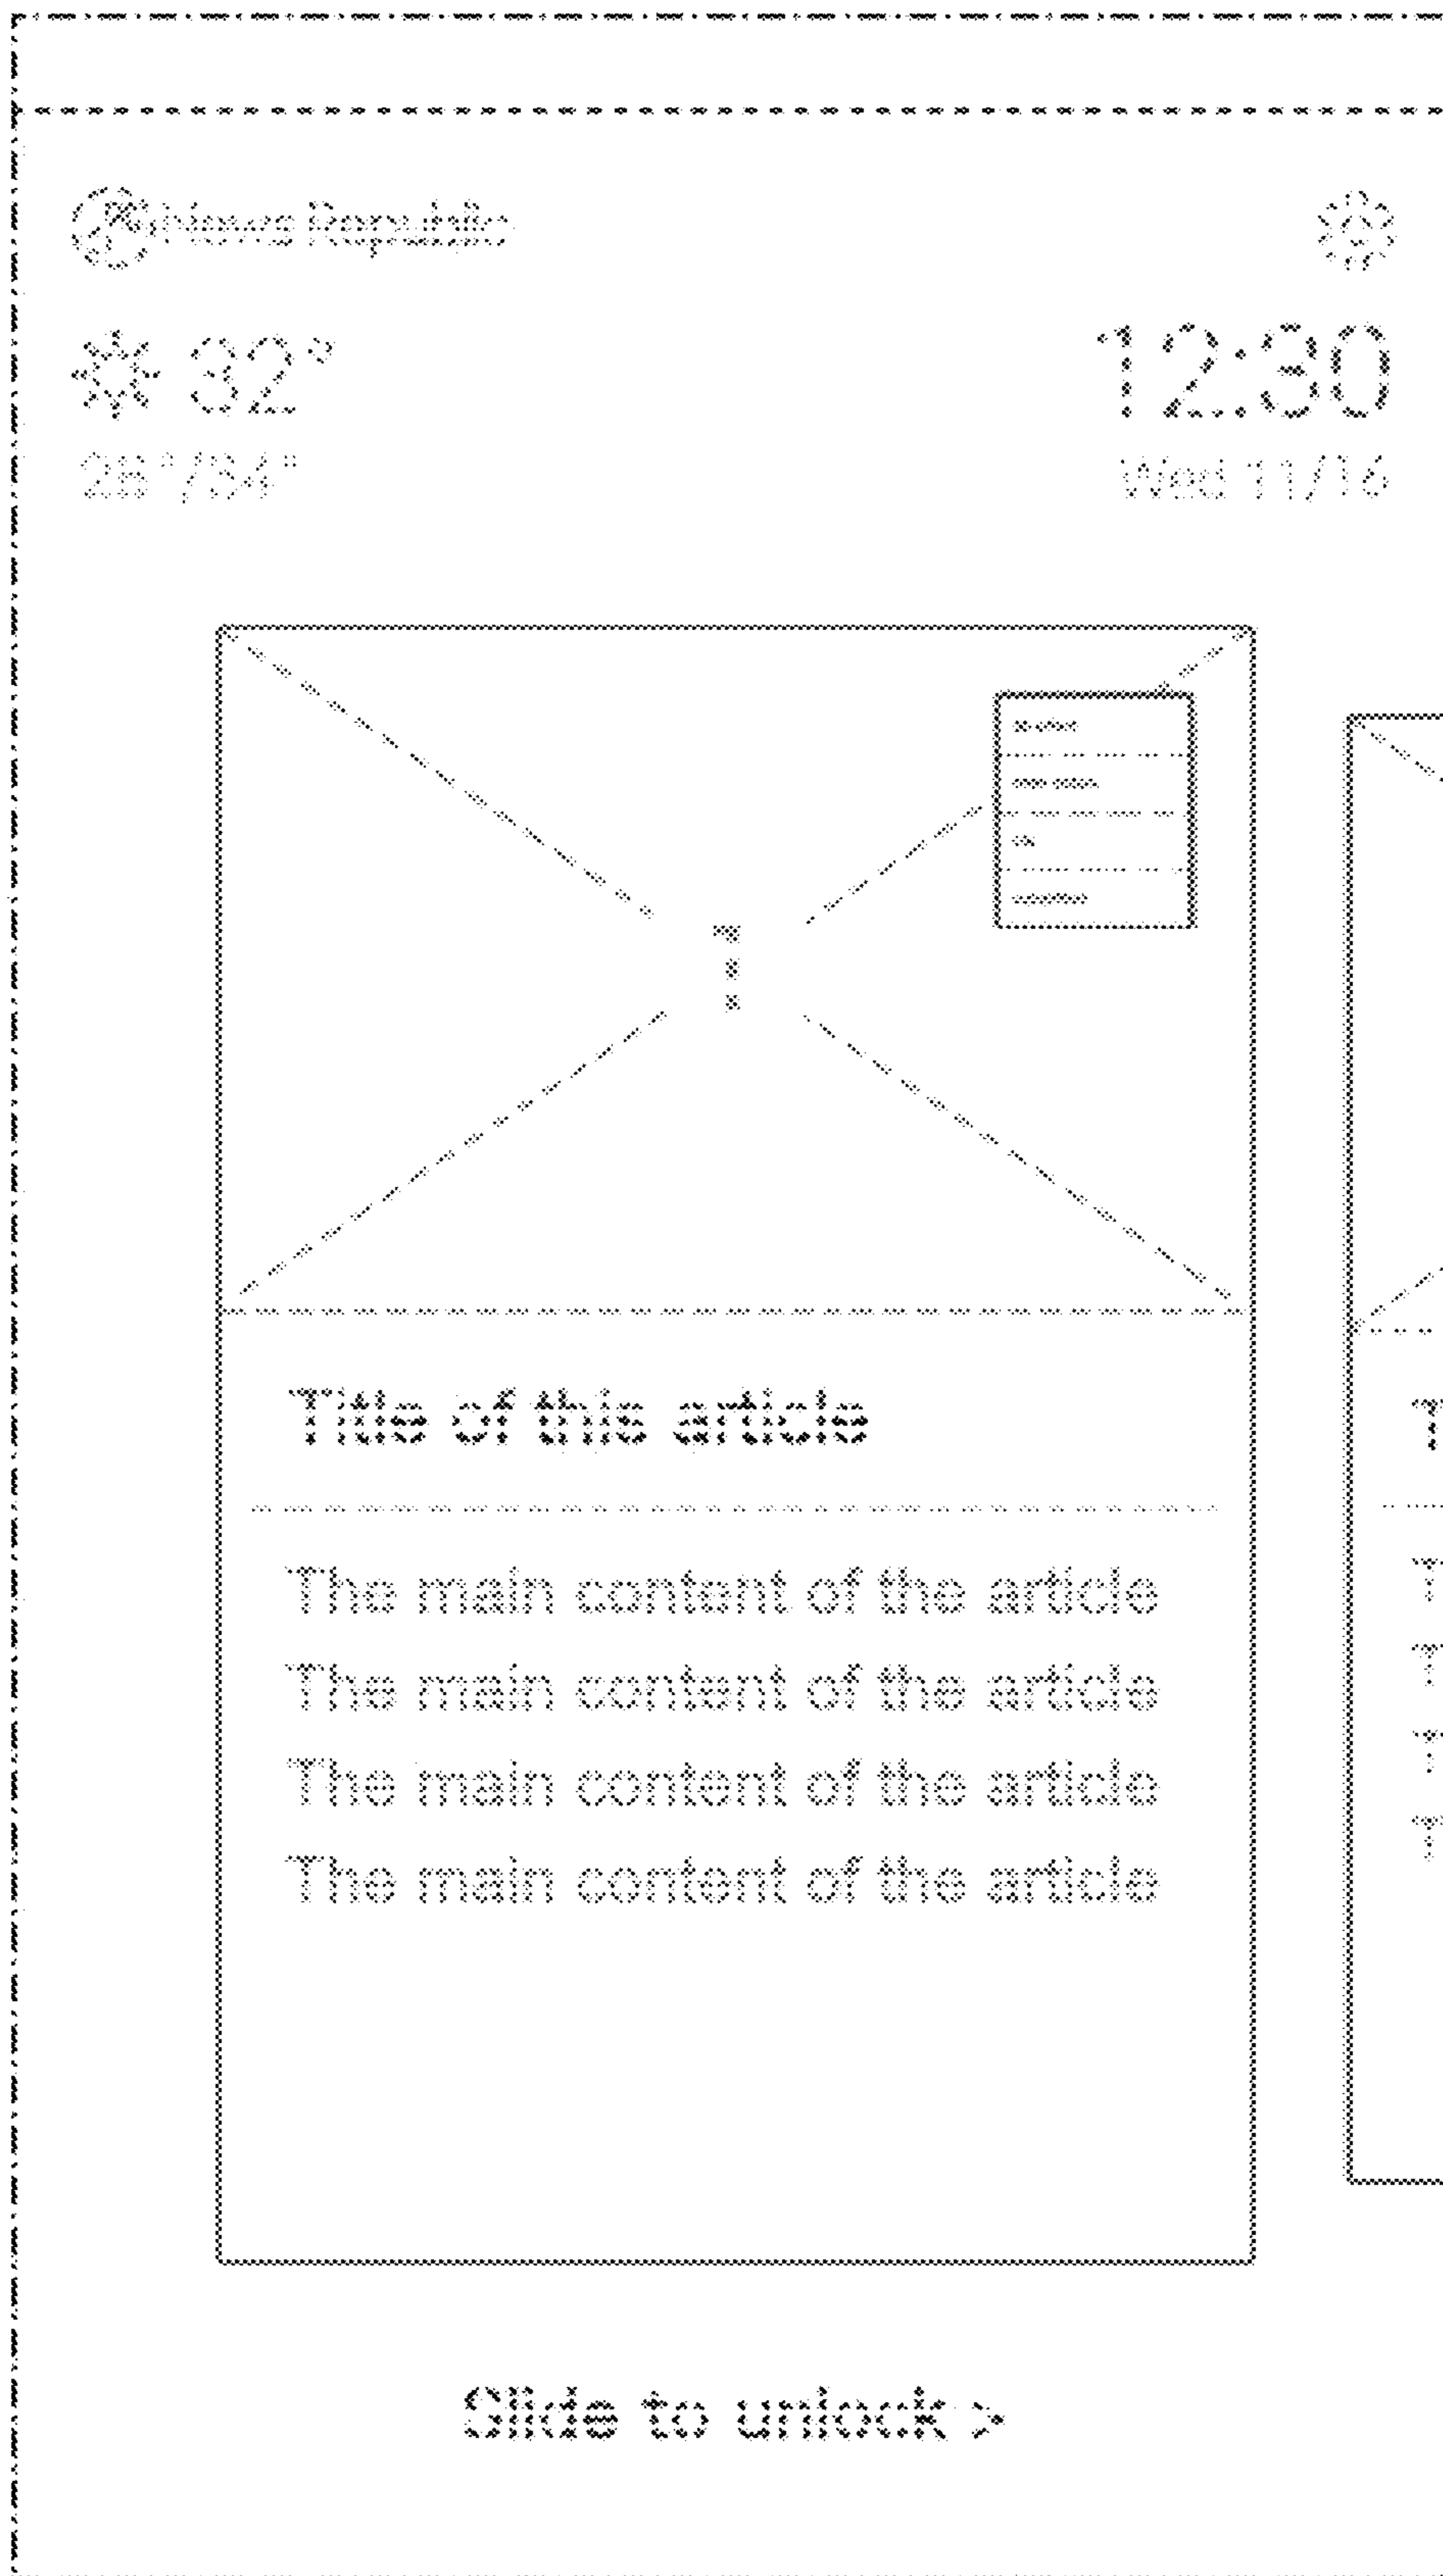 News Republic
32°
12:30
28°/34°
Wed 11/16
1
Title of this article
The main content of the article
The main content of the article
The main content of the article
The main content of the article
T
T
T
T
T
Slide to unlock >